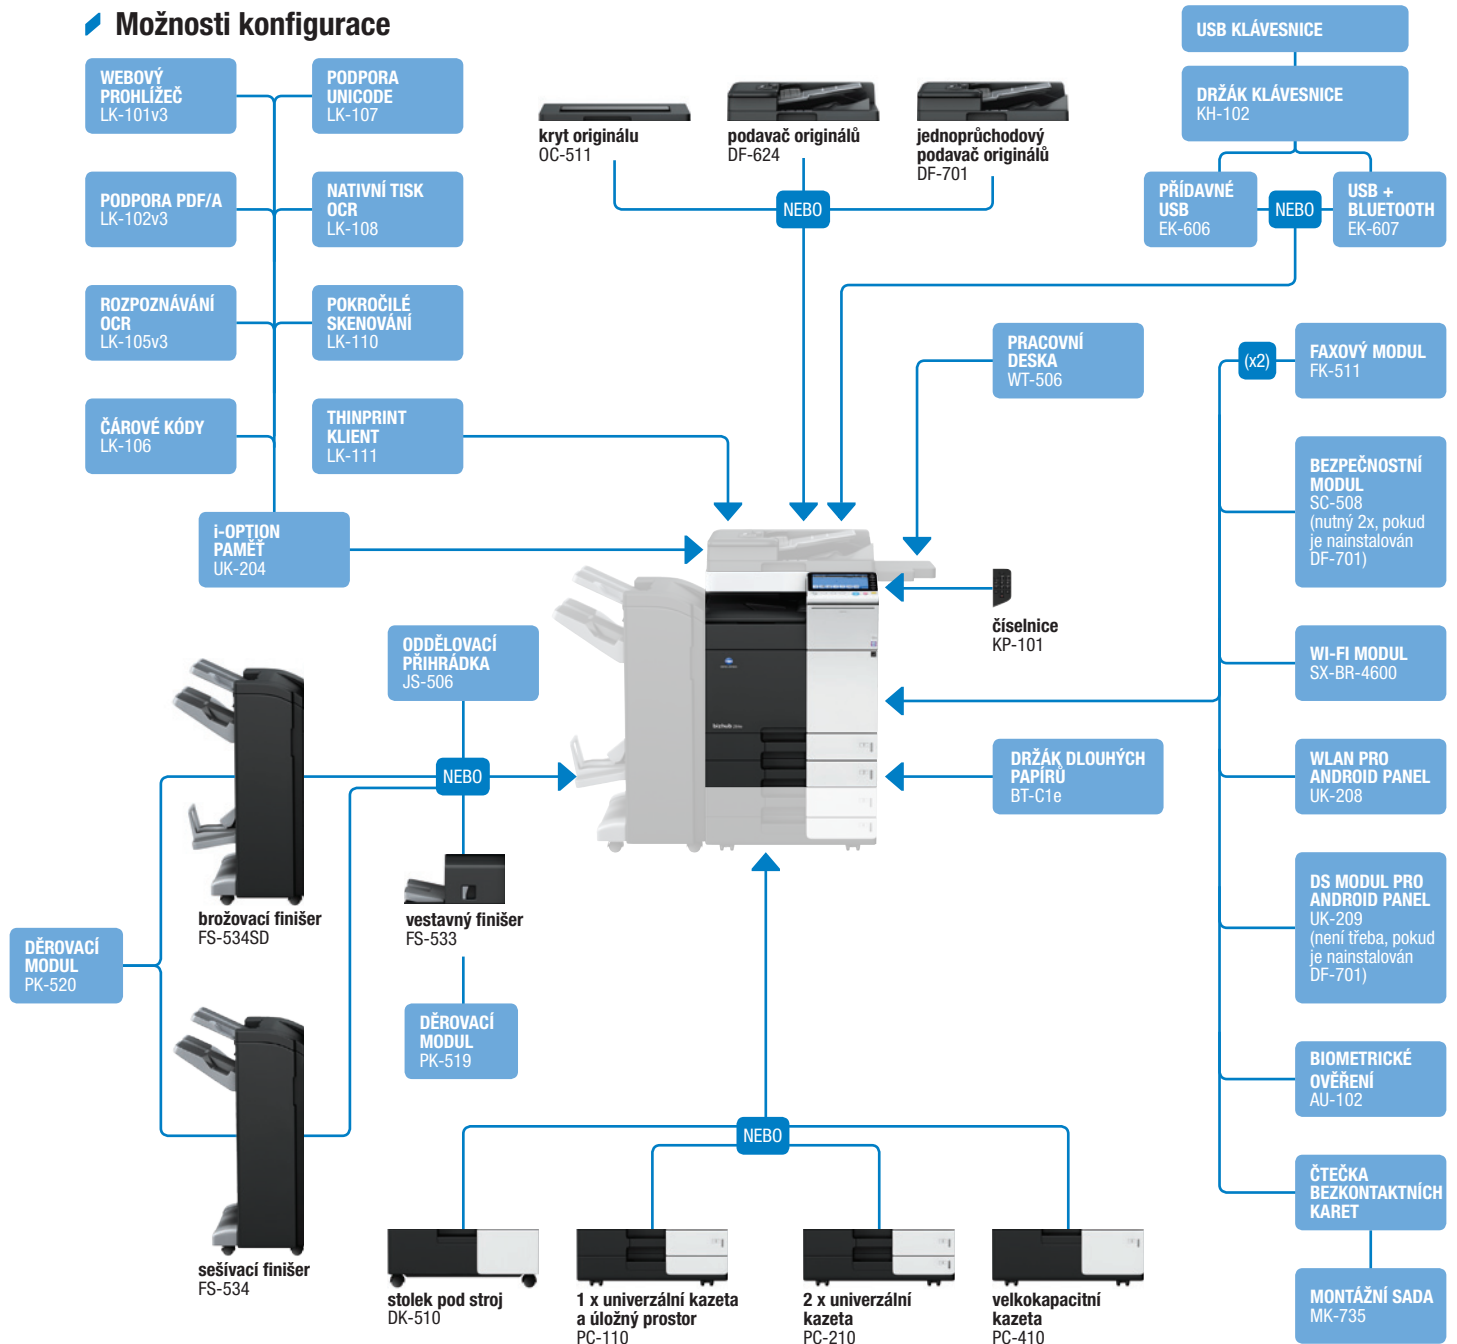 Možnosti konfigurace
WEBOVÝ
PROHLÍŽEČ
LK-101v3
PODPORA
UNICODE
LK-107
PODPORA PDF/A
LK-102v3
NATIVNÍ TISK
OCR
LK-108
ROZPOZNÁVÁNÍ
OCR
LK-105v3
POKROČILÉ
SKENOVÁNÍ
LK-110
ČÁROVÉ KÓDY
LK-106
THINPRINT
KLIENT
LK-111
i-OPTION
PAMĚŤ
UK-204
kryt originálu
OC-511
podavač originálů
DF-624
jednoprůchodový
podavač originálů
DF-701
NEBO
USB KLÁVESNICE
DRŽÁK KLÁVESNICE
KH-102
PŘÍDAVNÉ
USB
EK-606
NEBO
USB +
BLUETOOTH
EK-607
PRACOVNÍ
DESKA
WT-506
(x2)
FAXOVÝ MODUL
FK-511
BEZPEČNOSTNÍ
MODUL
SC-508
(nutný 2x, pokud
je nainstalován
DF-701)
číselnice
KP-101
WI-FI MODUL
SX-BR-4600
ODDĚLOVACÍ
PŘIHRÁDKA
JS-506
bizhub
NEBO
DRŽÁK DLOUHÝCH
PAPÍRŮ
BT-C1e
WLAN PRO
ANDROID PANEL
UK-208
DS MODUL PRO
ANDROID PANEL
UK-209
(není třeba, pokud
je nainstalován
DF-701)
brožovací finišer
FS-534SD
vestavný finišer
FS-533
DĚROVACÍ
MODUL
PK-520
DĚROVACÍ
MODUL
PK-519
BIOMETRICKÉ
OVĚŘENÍ
AU-102
NEBO
ČTEČKA
BEZKONTAKTNÍCH
KARET
sešívací finišer
FS-534
stolek pod stroj
DK-510
1 x univerzální kazeta
a úložný prostor
PC-110
2 x univerzální
kazeta
PC-210
velkokapacitní
kazeta
PC-410
MONTÁŽNÍ SADA
MK-735